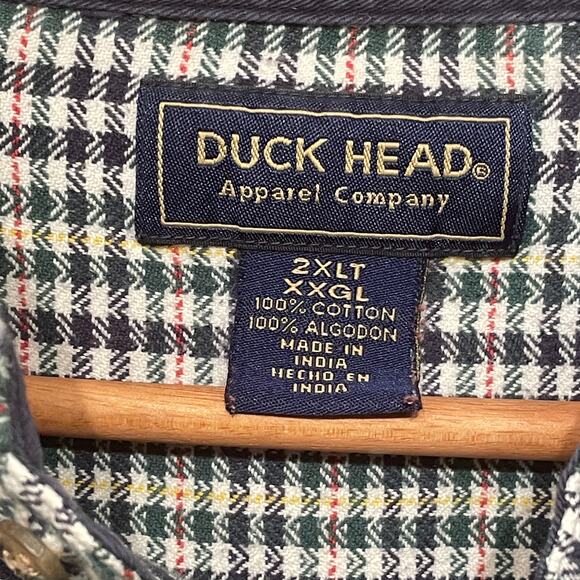 DUCK HEAD®
Apparel Company
2XLT
XXGL
100% COTTON
100% ALGODON
MADE IN
INDIA
HECHO EN
INDIA